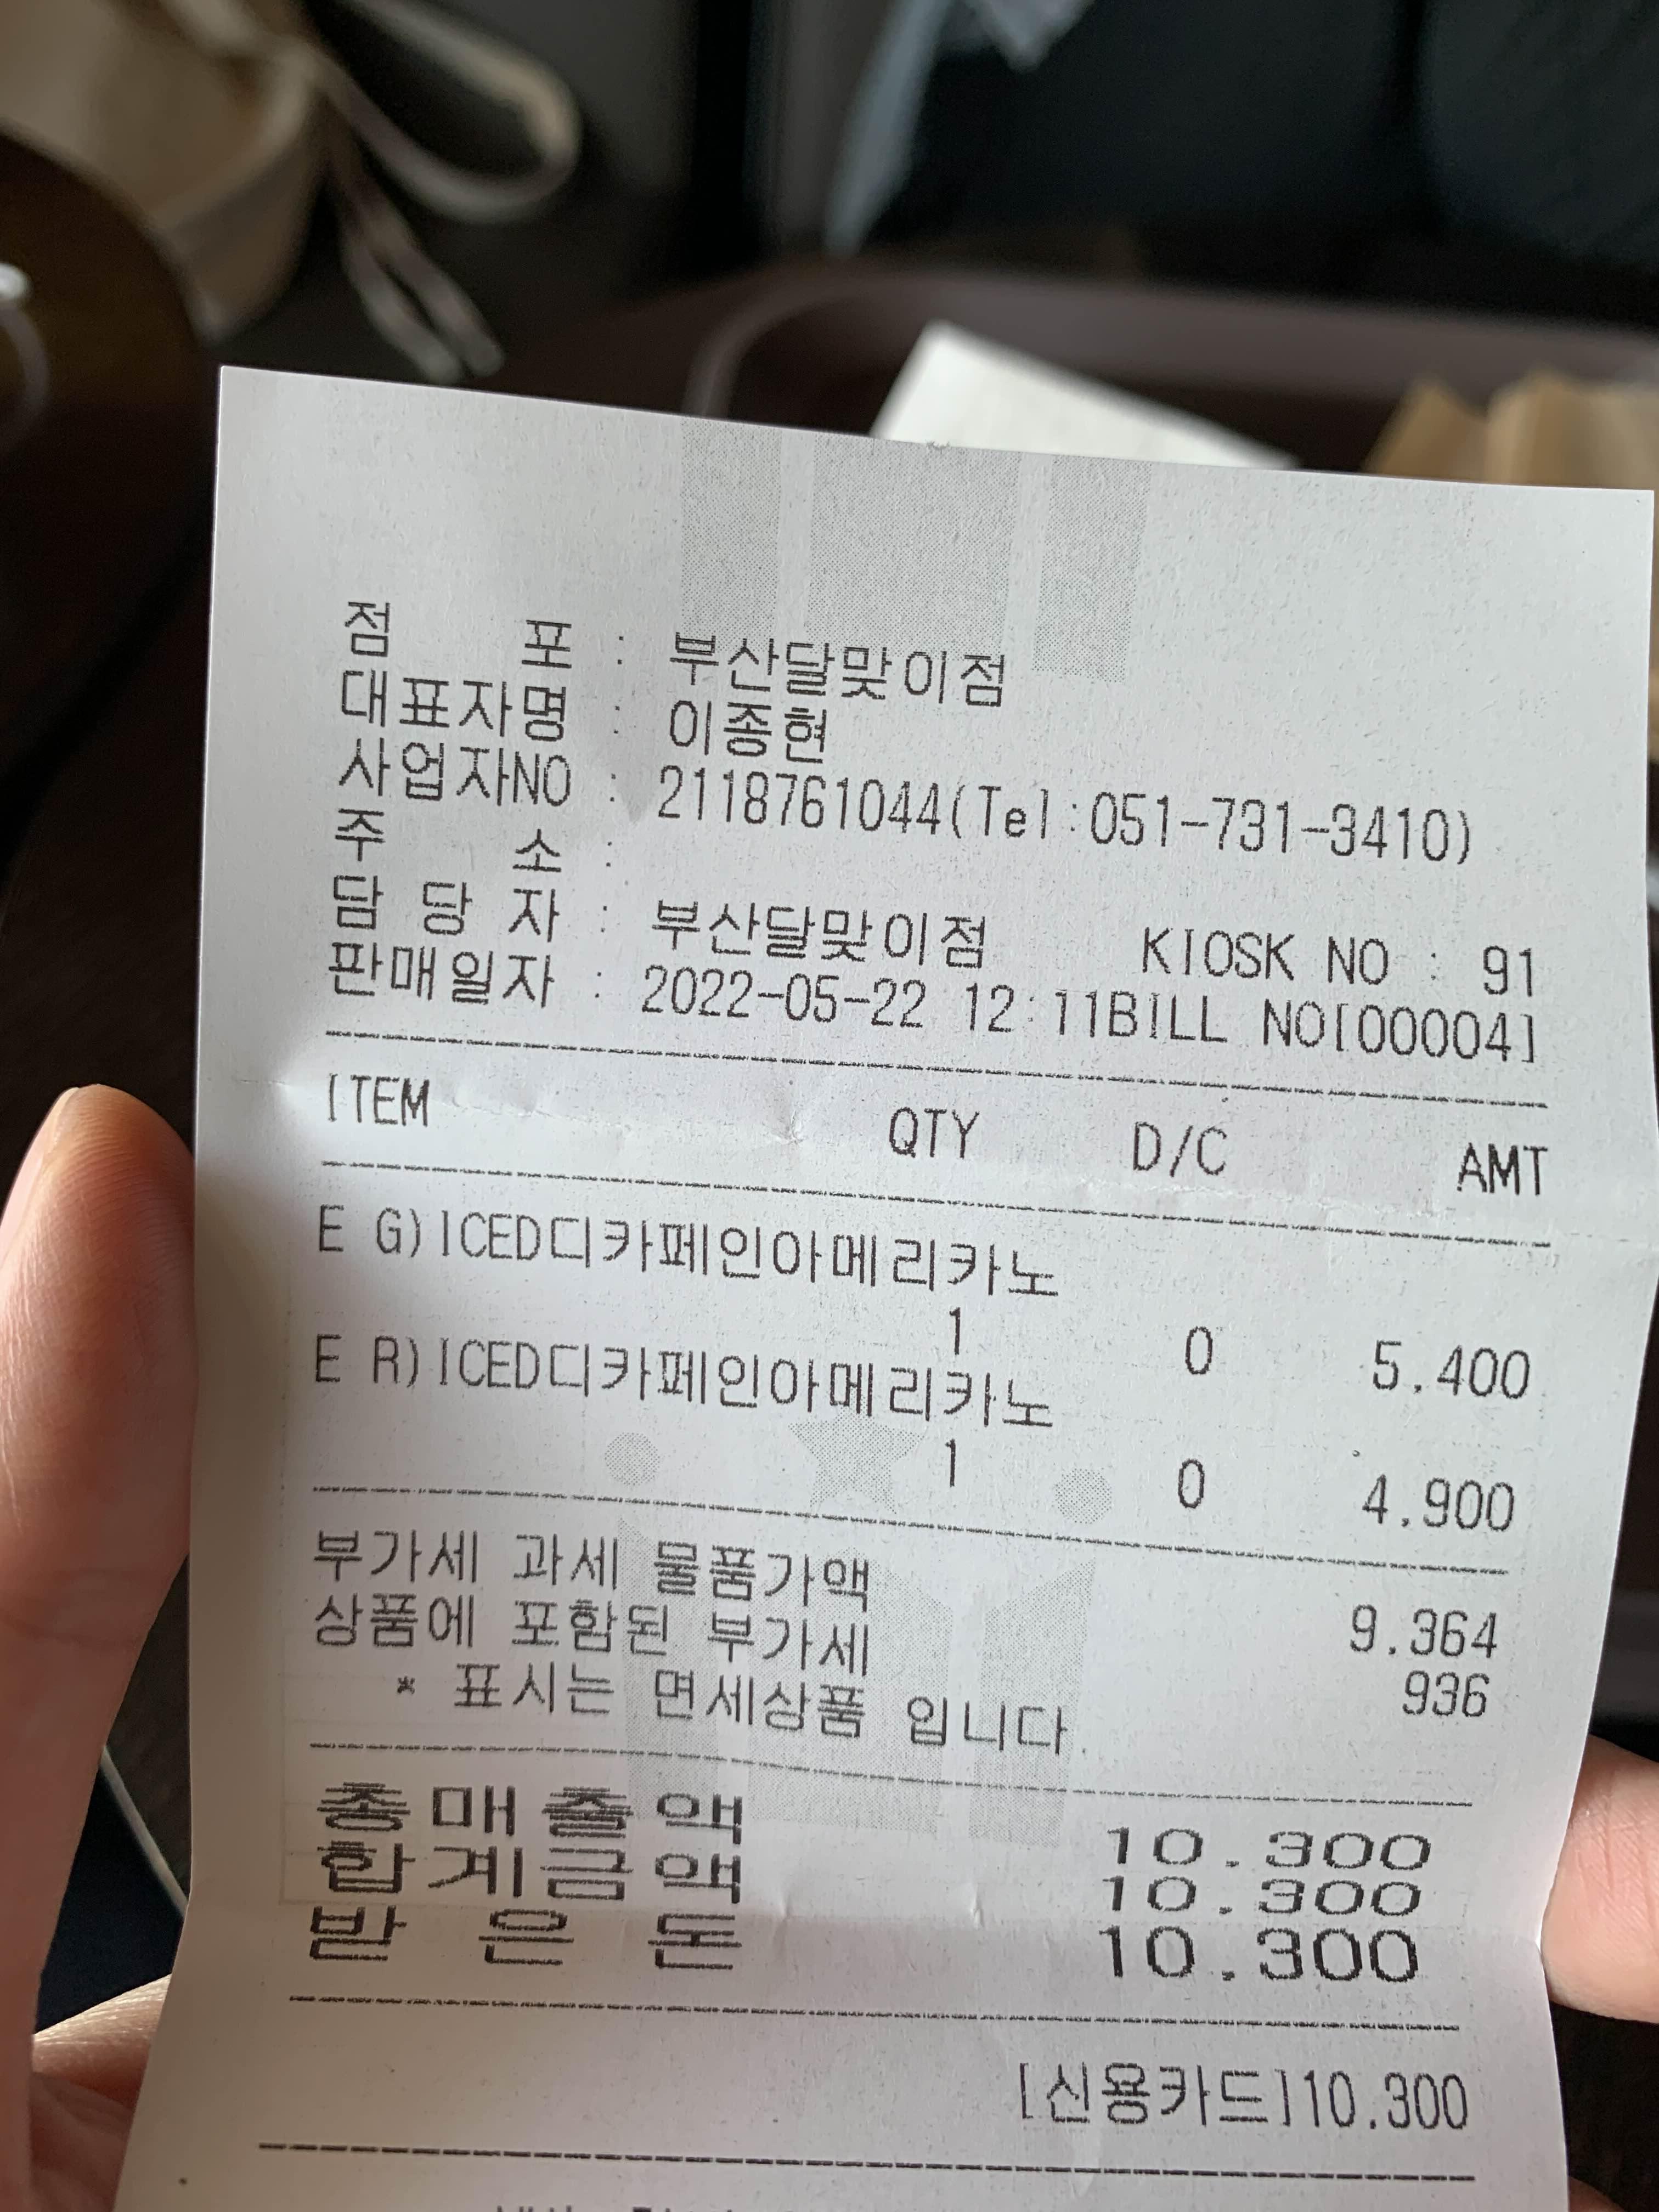 점 포 : 부산달맞이점
대표자명 : 이종현
사업자NO : 2118761044(Tel:051-731-3410)
주 소 :
담 당 자 : 부산달맞이점 KIOSK NO : 91
판매일자 : 2022-05-22 12:11BILL NO[00004]
ITEM QTY D/C AMT
E G)ICED디카페인아메리카노
1 0 5.400
E R)ICED디카페인아메리카노
1 0 4.900
부가세 과세 물품가액 9.364
상품에 포함된 부가세 936
* 표시는 면세상품 입니다.
총매출액 10.300
합계금액 10.300
받 은 돈 10.300
[신용카드]10.300